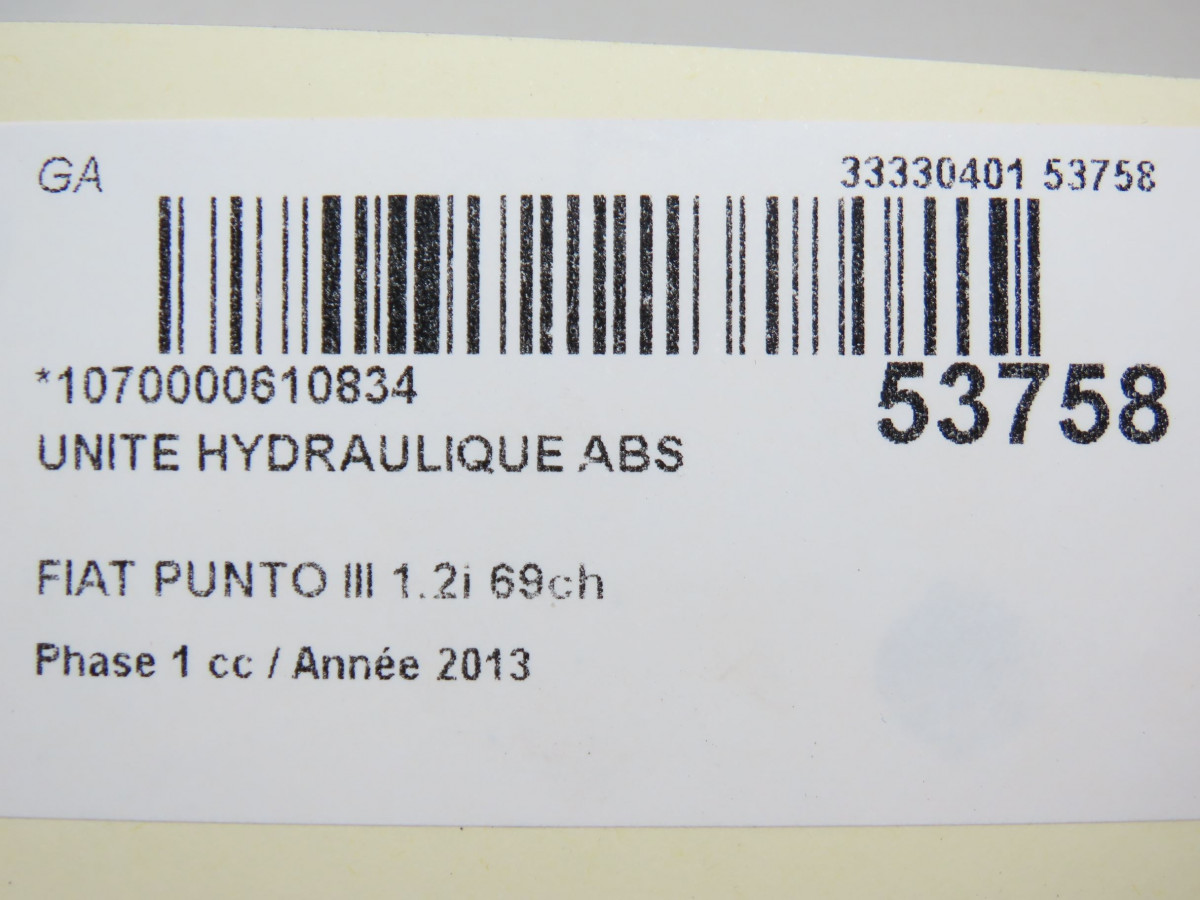 GA
33330401 53758
*1070000610834
53758
UNITE HYDRAULIQUE ABS
FIAT PUNTO III 1.2i 69ch
Phase 1 cc / Année 2013